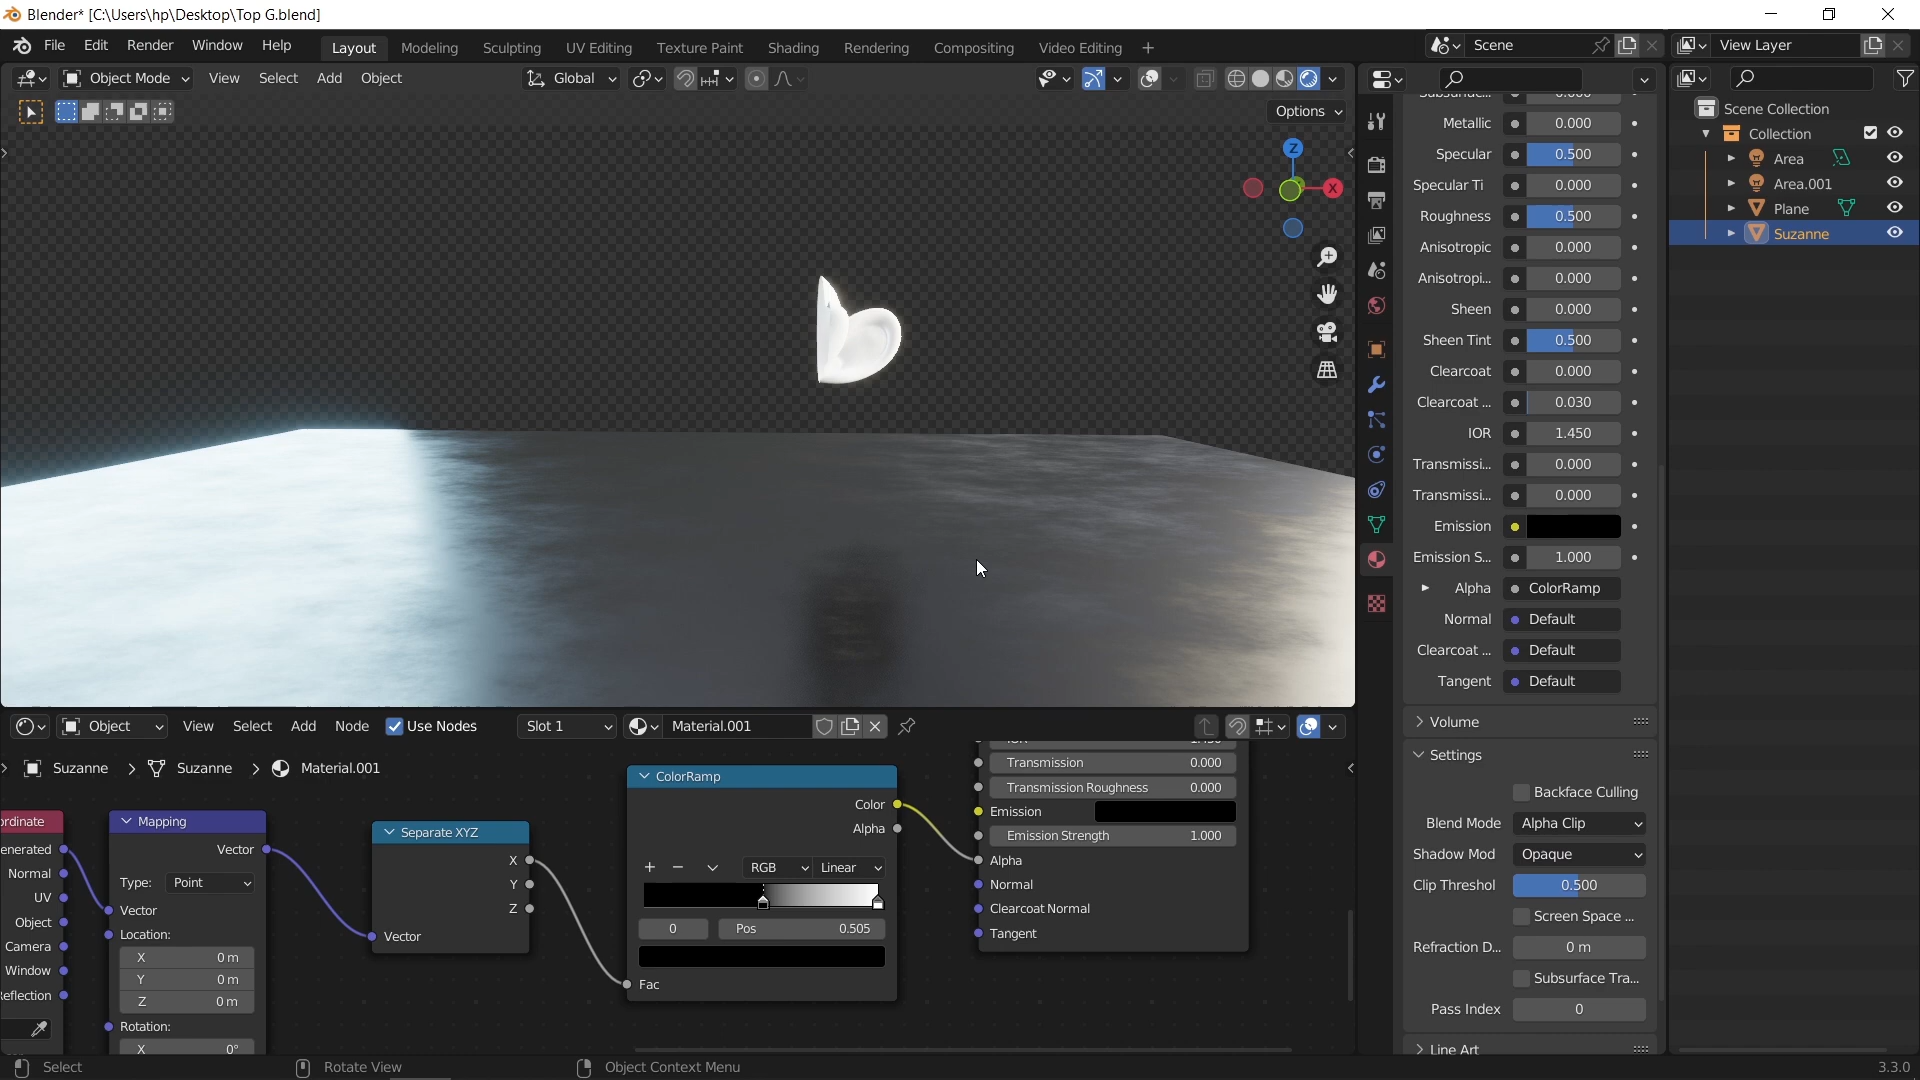 Blender* [C:\Users\hp\Desktop\Top G.blend]
File Edit Render Window Help Layout Modeling Sculpting UV Editing Texture Paint Shading Rendering Compositing Video Editing + Scene View Layer
Object Mode View Select Add Object Global
Options
Z
X
Metallic 0.000
Specular 0.500
Specular Ti 0.000
Roughness 0.500
Anisotropic 0.000
Anisotropi... 0.000
Sheen 0.000
Sheen Tint 0.500
Clearcoat 0.000
Clearcoat ... 0.030
IOR 1.450
Transmissi... 0.000
Transmissi... 0.000
Emission
Emission S... 1.000
Alpha ColorRamp
Normal Default
Clearcoat ... Default
Tangent Default
Volume
Settings
Backface Culling
Blend Mode Alpha Clip
Shadow Mod Opaque
Clip Threshol 0.500
Screen Space ...
Refraction D... 0 m
Subsurface Tra...
Pass Index 0
Line Art
Scene Collection
Collection
Area
Area.001
Plane
Suzanne
Object View Select Add Node Use Nodes Slot 1 Material.001
Suzanne > Suzanne > Material.001
ordinate
enerated
Normal
UV
Object
Camera
Window
eflection
Mapping
Vector
Type: Point
Vector
Location:
X 0 m
Y 0 m
Z 0 m
Rotation:
X 0°
Separate XYZ
X
Y
Z
Vector
ColorRamp
Color
Alpha
+ − RGB Linear
0 Pos 0.505
Fac
Transmission 0.000
Transmission Roughness 0.000
Emission
Emission Strength 1.000
Alpha
Normal
Clearcoat Normal
Tangent
Select Rotate View Object Context Menu 3.3.0